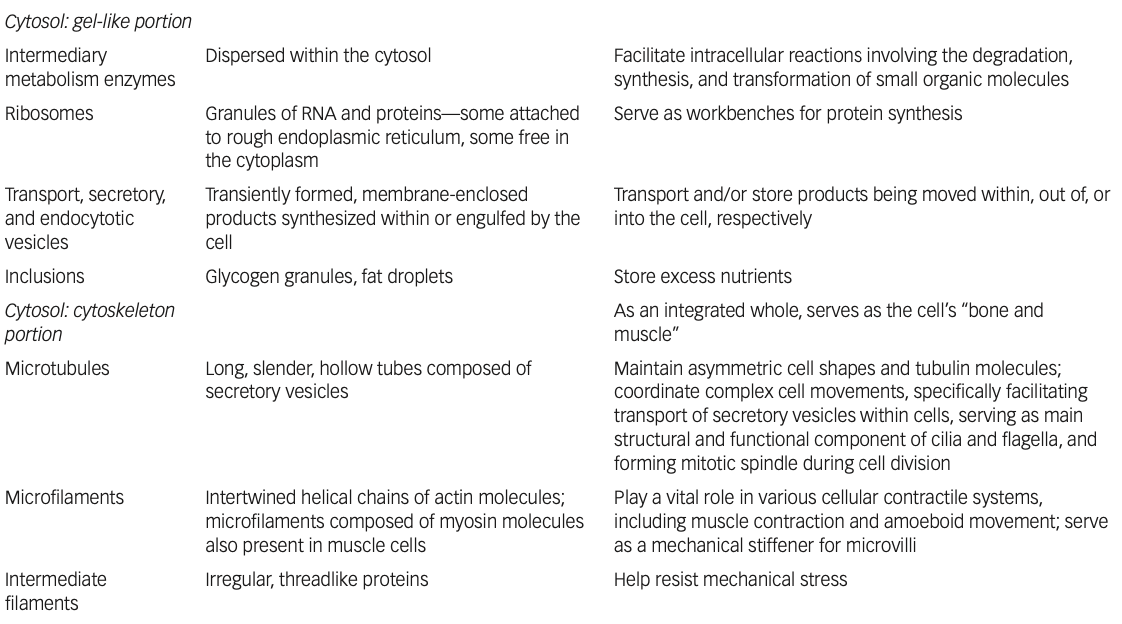 Cytosol: gel-like portion
Intermediary
metabolism enzymes
Dispersed within the cytosol
Facilitate intracellular reactions involving the degradation,
synthesis, and transformation of small organic molecules
Ribosomes
Granules of RNA and proteins—some attached
to rough endoplasmic reticulum, some free in
the cytoplasm
Serve as workbenches for protein synthesis
Transport, secretory,
and endocytotic
vesicles
Transiently formed, membrane-enclosed
products synthesized within or engulfed by the
cell
Transport and/or store products being moved within, out of, or
into the cell, respectively
Inclusions
Glycogen granules, fat droplets
Store excess nutrients
Cytosol: cytoskeleton
portion
As an integrated whole, serves as the cell’s “bone and
muscle”
Microtubules
Long, slender, hollow tubes composed of
secretory vesicles
Maintain asymmetric cell shapes and tubulin molecules;
coordinate complex cell movements, specifically facilitating
transport of secretory vesicles within cells, serving as main
structural and functional component of cilia and flagella, and
forming mitotic spindle during cell division
Microfilaments
Intertwined helical chains of actin molecules;
microfilaments composed of myosin molecules
also present in muscle cells
Play a vital role in various cellular contractile systems,
including muscle contraction and amoeboid movement; serve
as a mechanical stiffener for microvilli
Intermediate
filaments
Irregular, threadlike proteins
Help resist mechanical stress